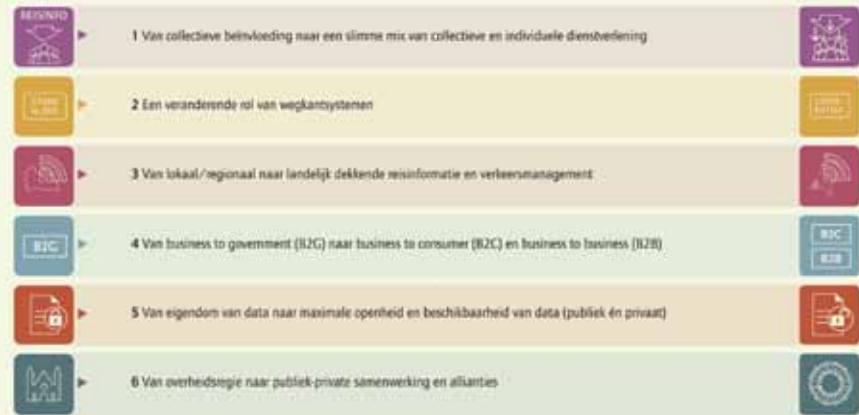 REISINFO
1 Van collectieve beïnvloeding naar een slimme mix van collectieve en individuele dienstverlening
2 Een veranderende rol van wegkantsystemen
3 Van lokaal/regionaal naar landelijk dekkende reisinformatie en verkeersmanagement
B2G
4 Van business to government (B2G) naar business to consumer (B2C) en business to business (B2B)
B2C
B2B
5 Van eigendom van data naar maximale openheid en beschikbaarheid van data (publiek én privaat)
6 Van overheidsregie naar publiek-private samenwerking en allianties